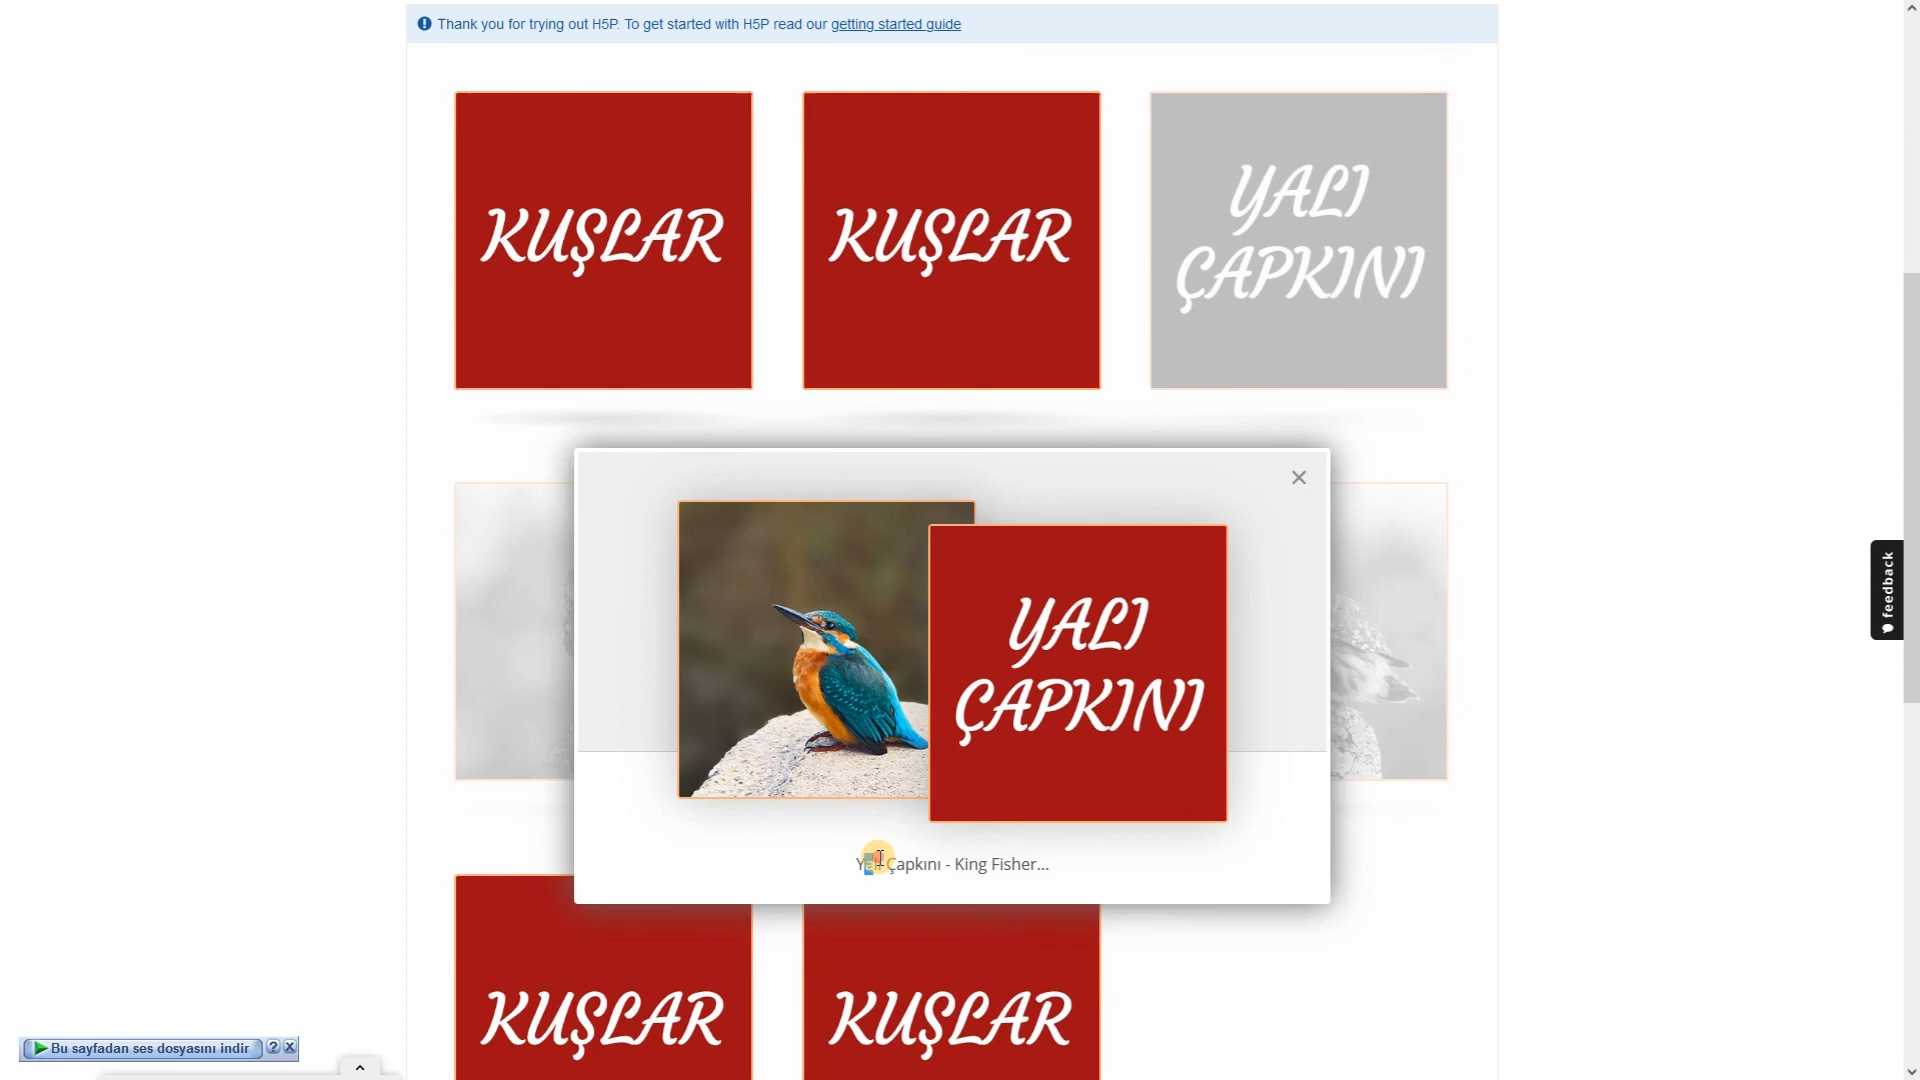 Thank you for trying out H5P. To get started with H5P read our getting started guide
KUŞLAR
KUŞLAR
YALI
ÇAPKINI
YALI
ÇAPKINI
Yalı Çapkını - King Fisher...
KUŞLAR
KUŞLAR
feedback
Bu sayfadan ses dosyasını indir